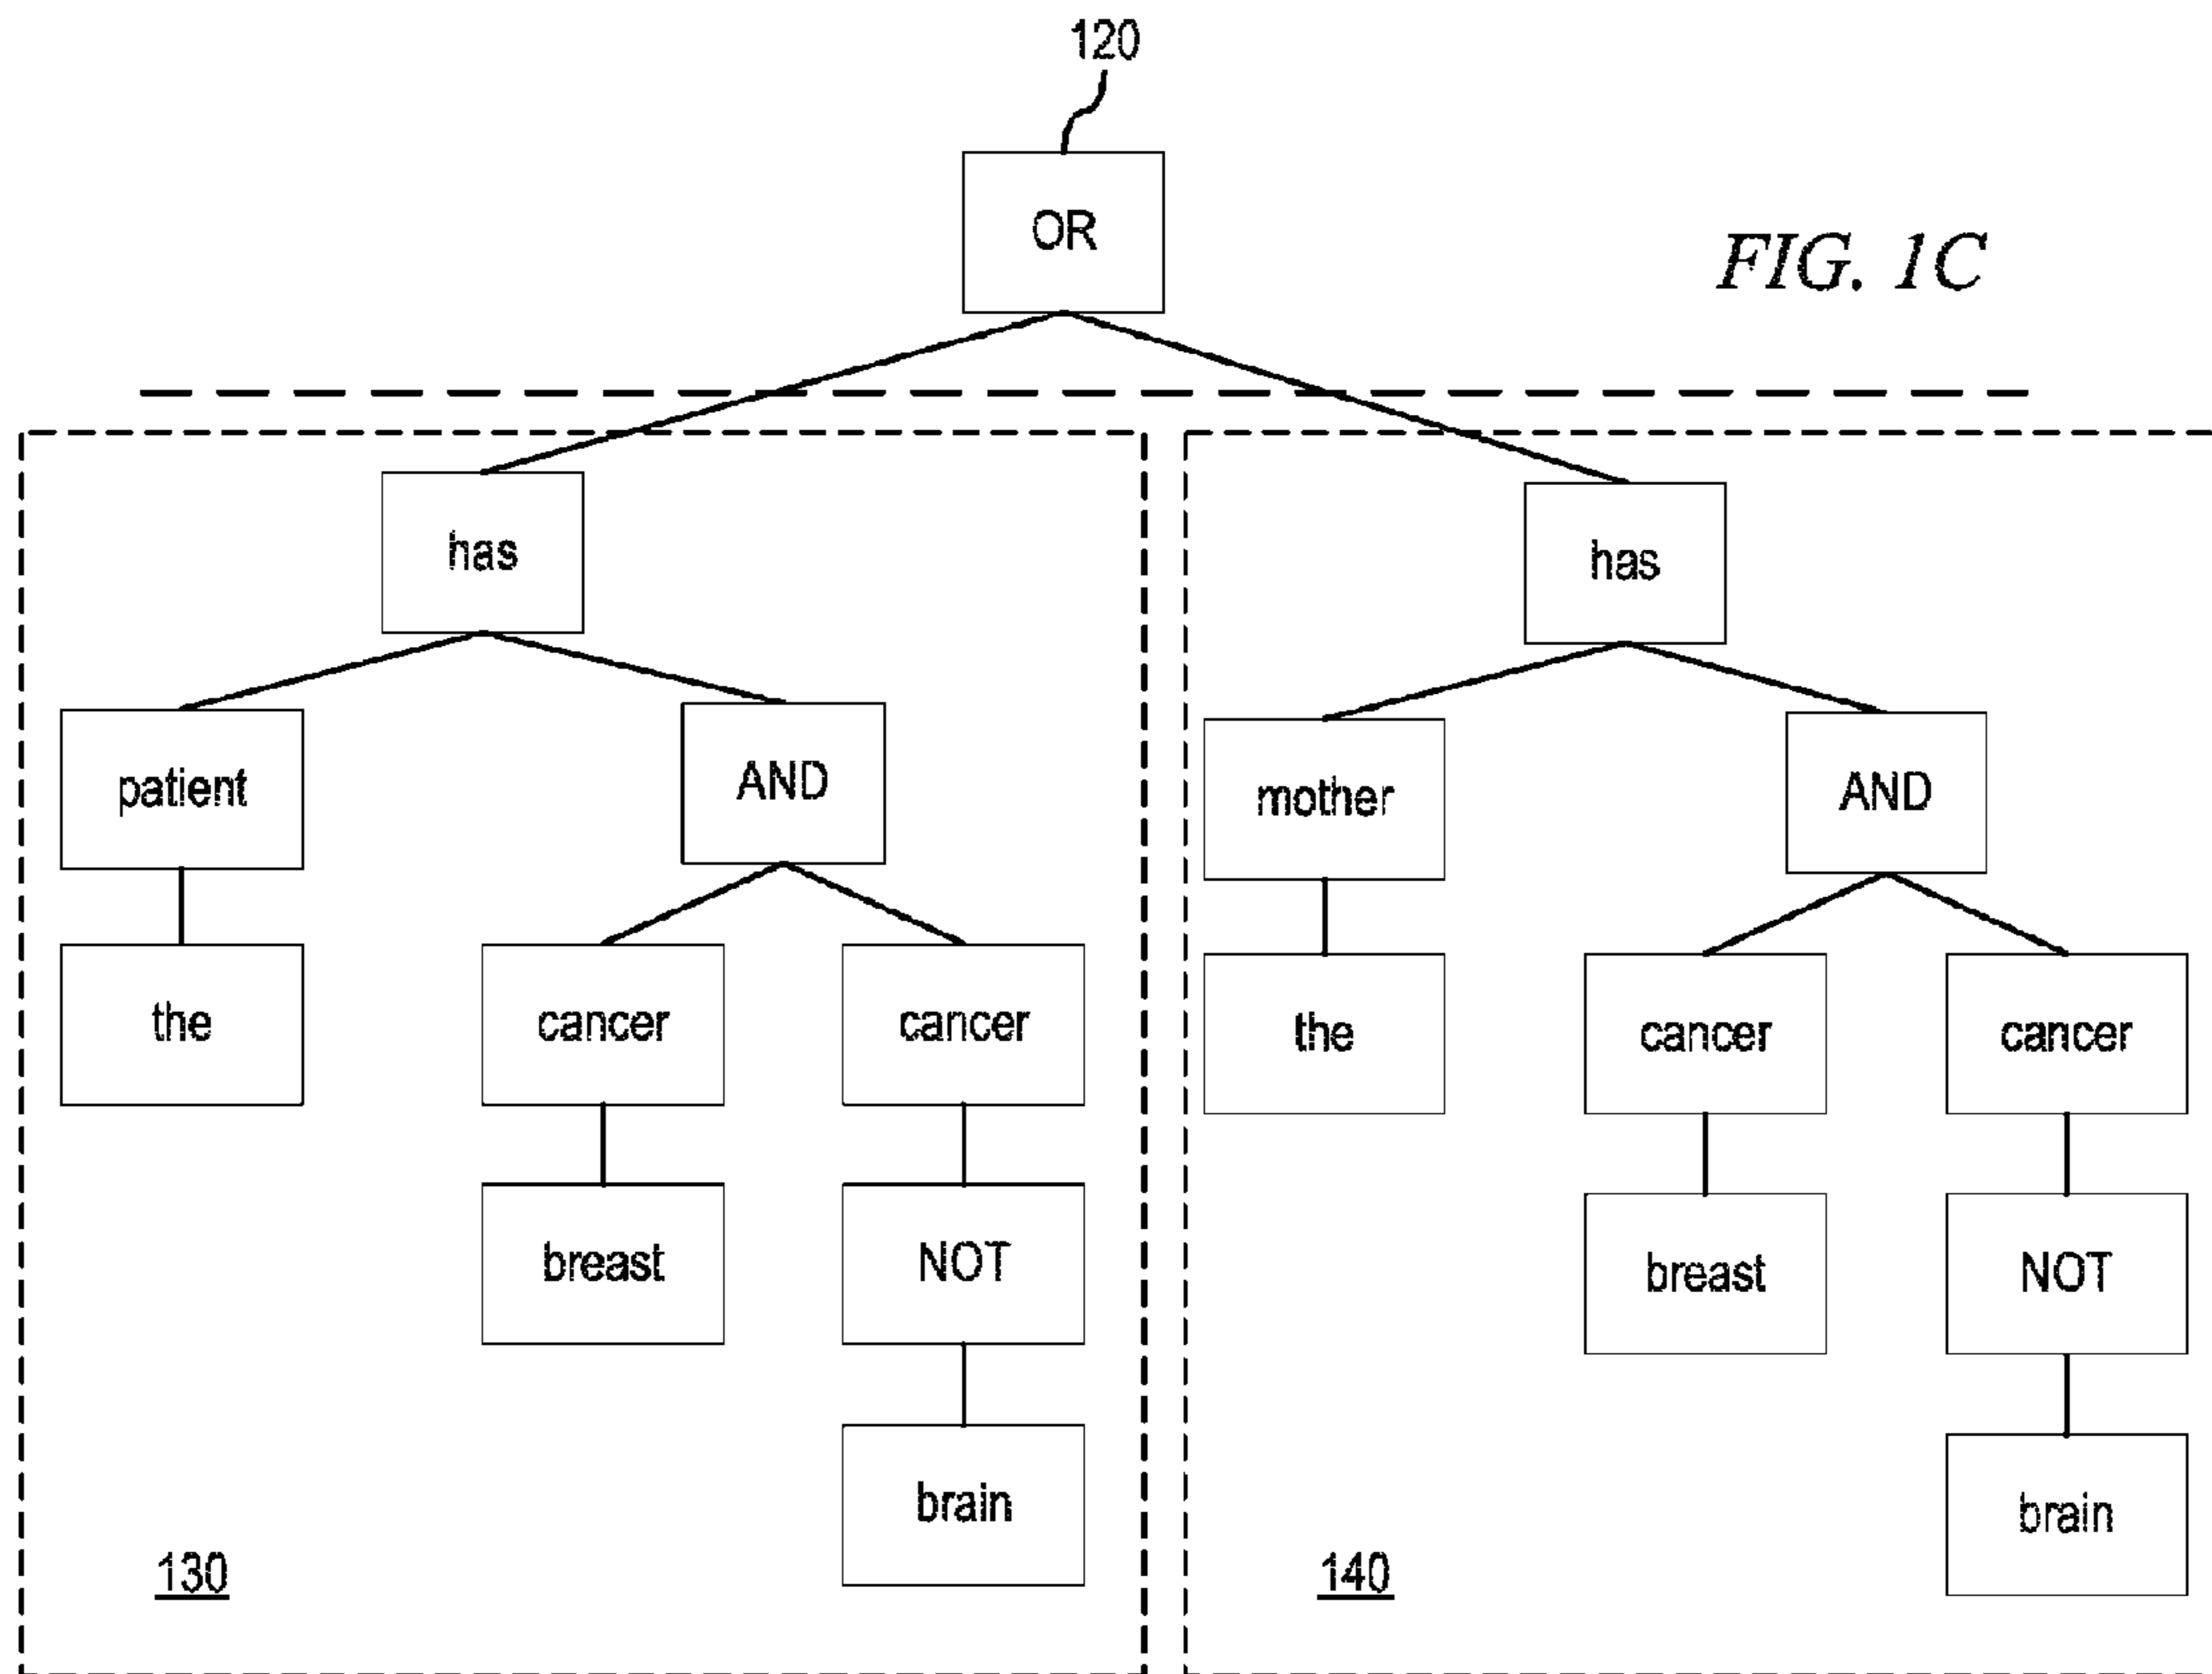 120
OR
FIG. 1C
has
has
patient
AND
mother
AND
the
cancer
cancer
the
cancer
cancer
breast
NOT
breast
NOT
brain
brain
130
140